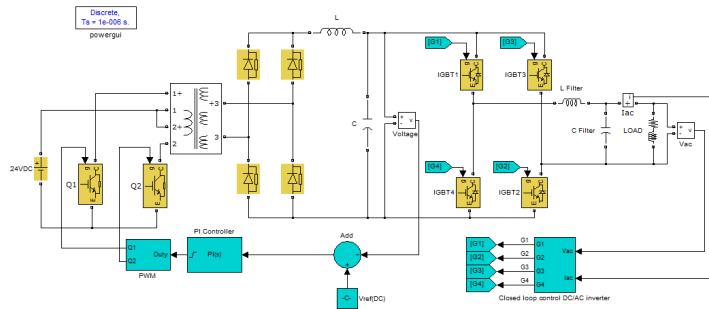 Discrete,
Ts = 1e-006 s.
powergui
L
[G1]
[G3]
g
C
IGBT1
E
g
C
IGBT3
E
1+
1
2+
2
+3
3
C
+
-
v
Voltage
L Filter
+
i
-
Iac
C Filter
LOAD
+
-
v
Vac
24VDC
+
g
C
Q1
E
g
C
Q2
E
[G4]
[G2]
g
C
IGBT4
E
g
C
IGBT2
E
Q1
Q2
Duty
PWM
PI Controller
PI(s)
Add
-
+
-C-
Vref(DC)
[G1]
[G2]
[G3]
[G4]
G1
G2
G3
G4
G1
G2
G3
G4
Vac
Iac
Closed loop control DC/AC inverter